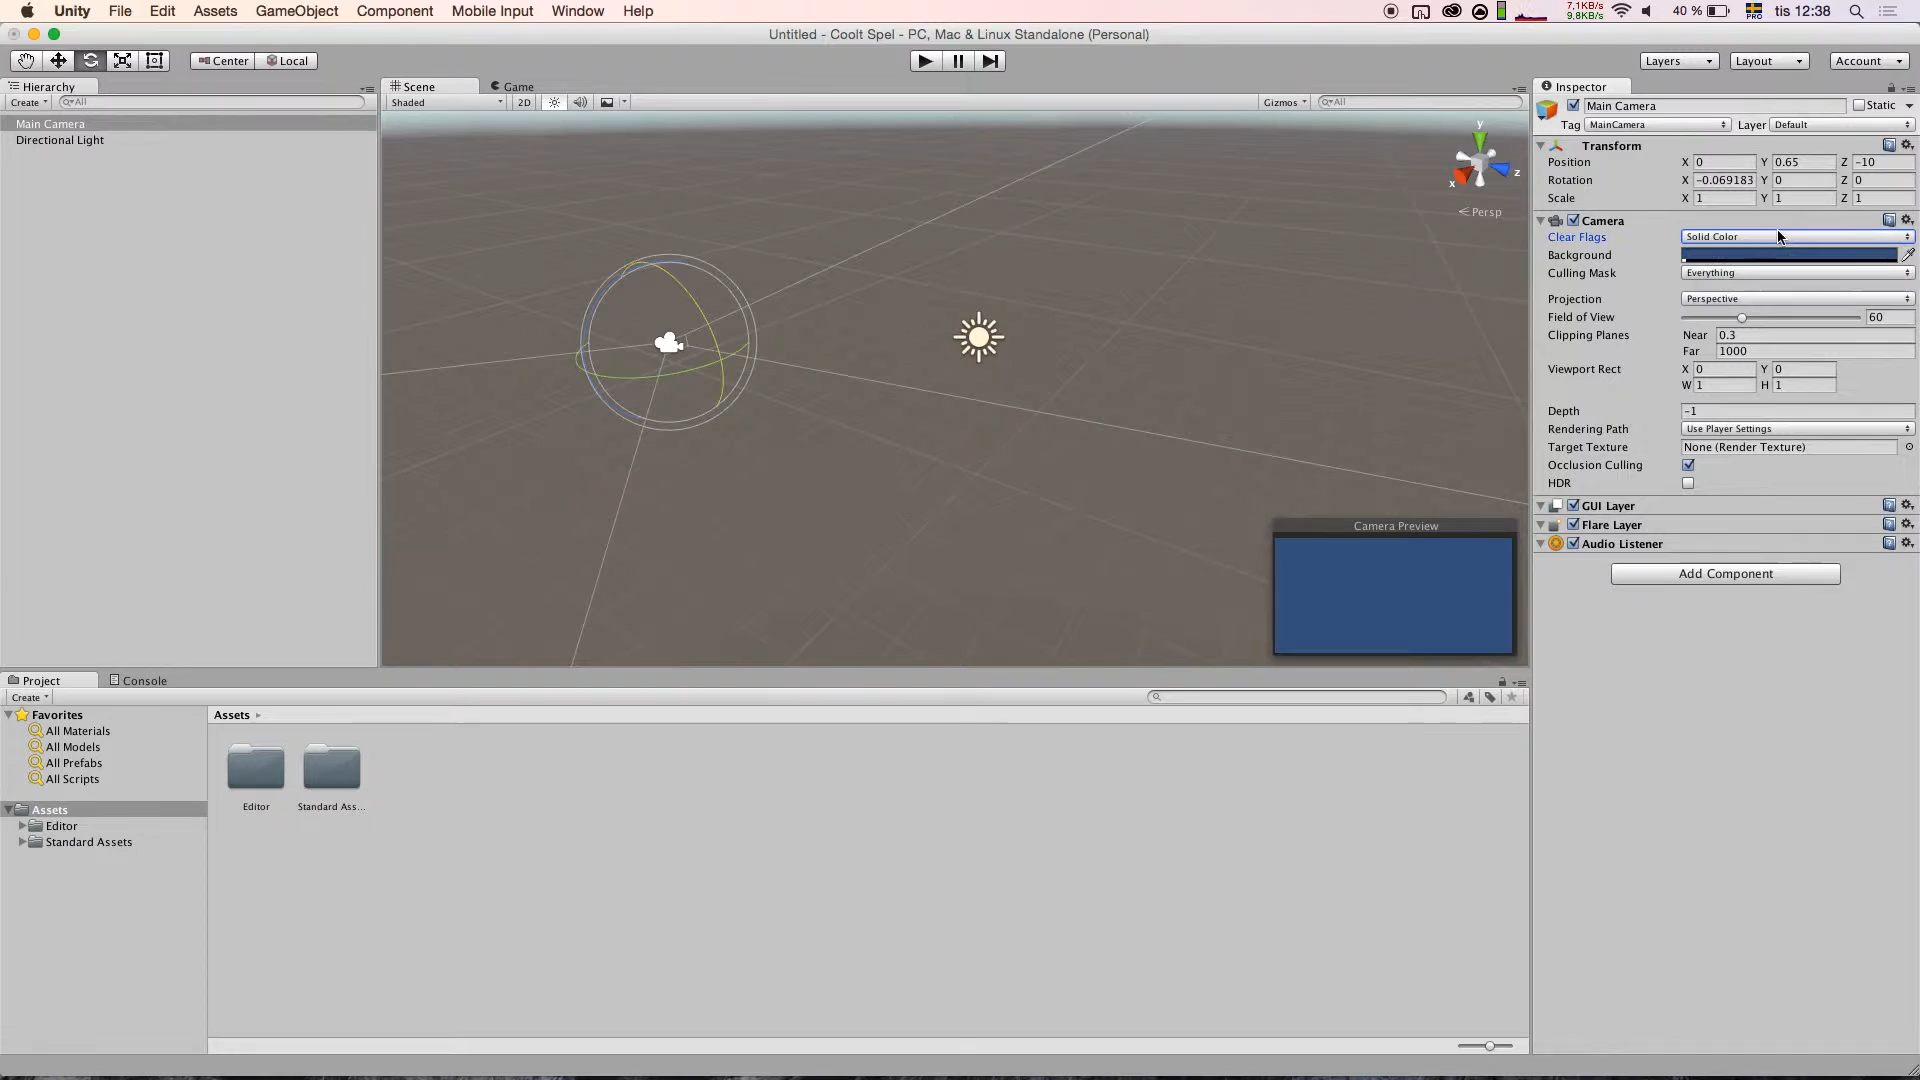 Unity File Edit Assets GameObject Component Mobile Input Window Help
7,1KB/s
9,8KB/s
40 % PRO tis 12:38
Untitled - Coolt Spel - PC, Mac & Linux Standalone (Personal)
Center Local
Layers Layout Account
Hierarchy
Create All
Main Camera
Directional Light
Scene Game
Shaded 2D Gizmos All
y
x
z
Persp
Camera Preview
Inspector
Main Camera Static
Tag MainCamera Layer Default
Transform
Position X 0 Y 0.65 Z -10
Rotation X -0.069183 Y 0 Z 0
Scale X 1 Y 1 Z 1
Camera
Clear Flags Solid Color
Background
Culling Mask Everything
Projection Perspective
Field of View 60
Clipping Planes Near 0.3
Far 1000
Viewport Rect X 0 Y 0
W 1 H 1
Depth -1
Rendering Path Use Player Settings
Target Texture None (Render Texture)
Occlusion Culling
HDR
GUI Layer
Flare Layer
Audio Listener
Add Component
Project Console
Create
Favorites
All Materials
All Models
All Prefabs
All Scripts
Assets
Editor
Standard Assets
Assets
Editor
Standard Ass...